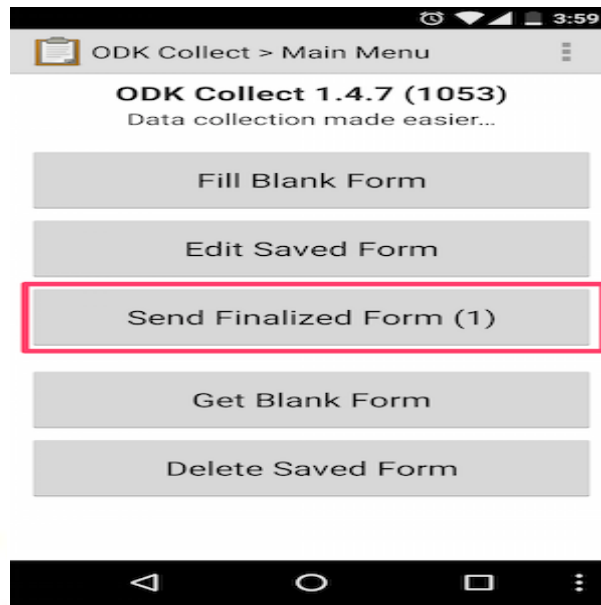 3:59
ODK Collect > Main Menu
ODK Collect 1.4.7 (1053)
Data collection made easier...
Fill Blank Form
Edit Saved Form
Send Finalized Form (1)
Get Blank Form
Delete Saved Form